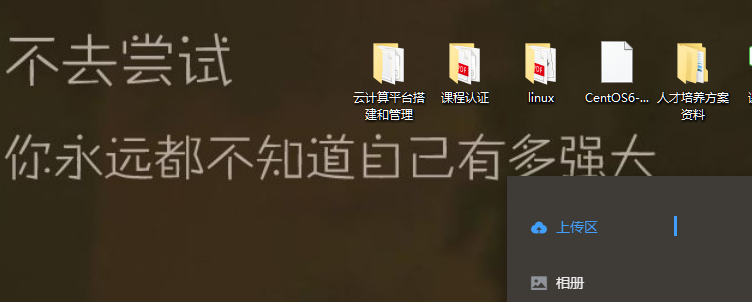 不去尝试
云计算平台搭
建和管理
课程认证
linux
CentOS6-...
人才培养方案
资料
你永远都不知道自己有多强大
上传区
相册